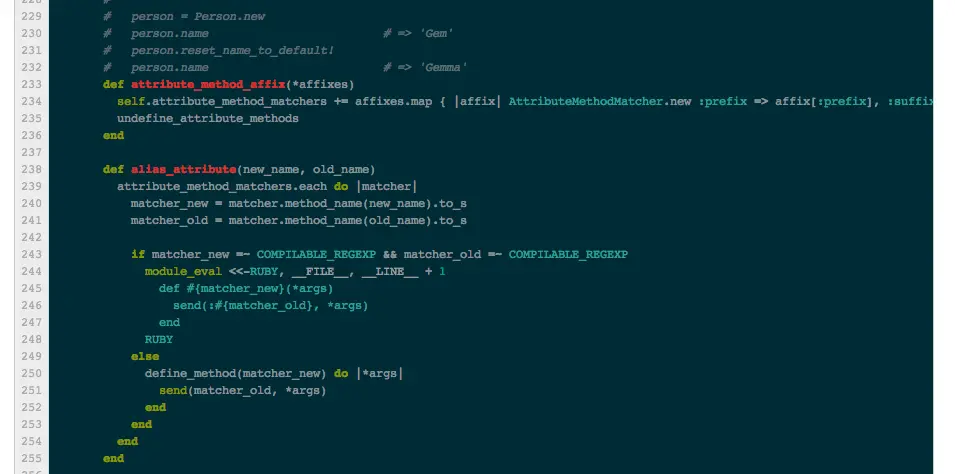 228 #
229 # person = Person.new
230 # person.name # => 'Gem'
231 # person.reset_name_to_default!
232 # person.name # => 'Gemma'
233 def attribute_method_affix(*affixes)
234 self.attribute_method_matchers += affixes.map { |affix| AttributeMethodMatcher.new :prefix => affix[:prefix], :suffix
235 undefine_attribute_methods
236 end
237
238 def alias_attribute(new_name, old_name)
239 attribute_method_matchers.each do |matcher|
240 matcher_new = matcher.method_name(new_name).to_s
241 matcher_old = matcher.method_name(old_name).to_s
242
243 if matcher_new =~ COMPILABLE_REGEXP && matcher_old =~ COMPILABLE_REGEXP
244 module_eval <<-RUBY, __FILE__, __LINE__ + 1
245 def #{matcher_new}(*args)
246 send(:#{matcher_old}, *args)
247 end
248 RUBY
249 else
250 define_method(matcher_new) do |*args|
251 send(matcher_old, *args)
252 end
253 end
254 end
255 end
256